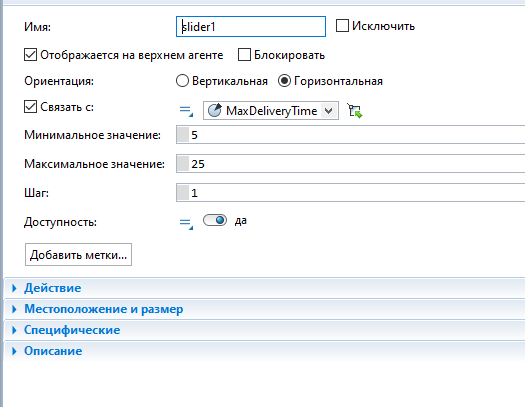 Имя: slider1 Исключить
Отображается на верхнем агенте Блокировать
Ориентация: Вертикальная Горизонтальная
Связать с: MaxDeliveryTime
Минимальное значение: 5
Максимальное значение: 25
Шаг: 1
Доступность: да
Добавить метки...
Действие
Местоположение и размер
Специфические
Описание